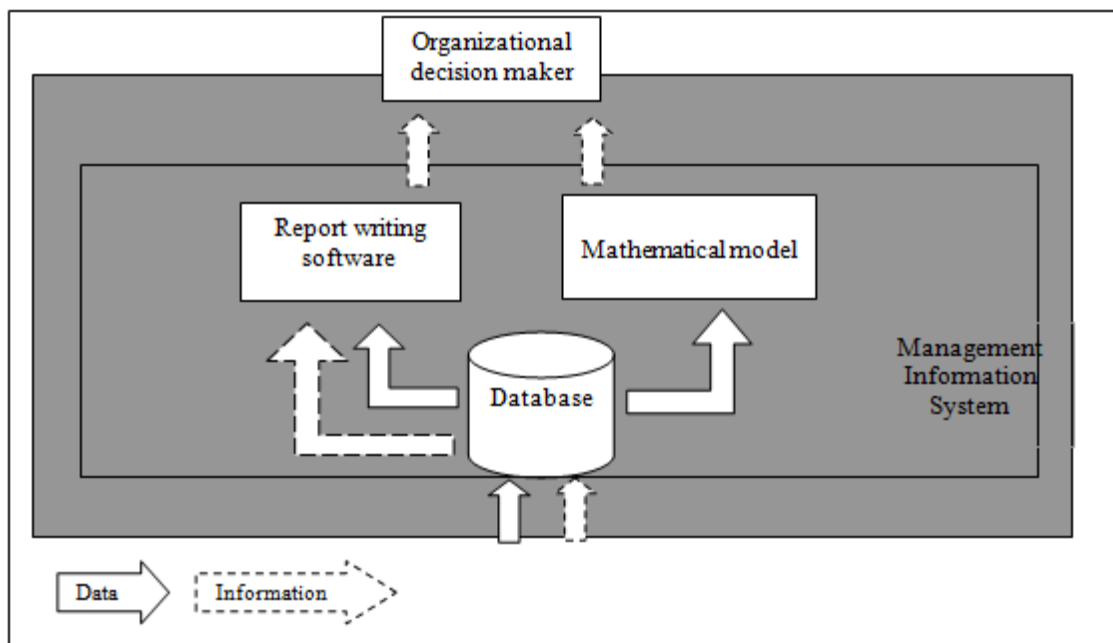 Organizational
decision maker
Report writing
software
Mathematical model
Management
Information
System
Database
Data
Information